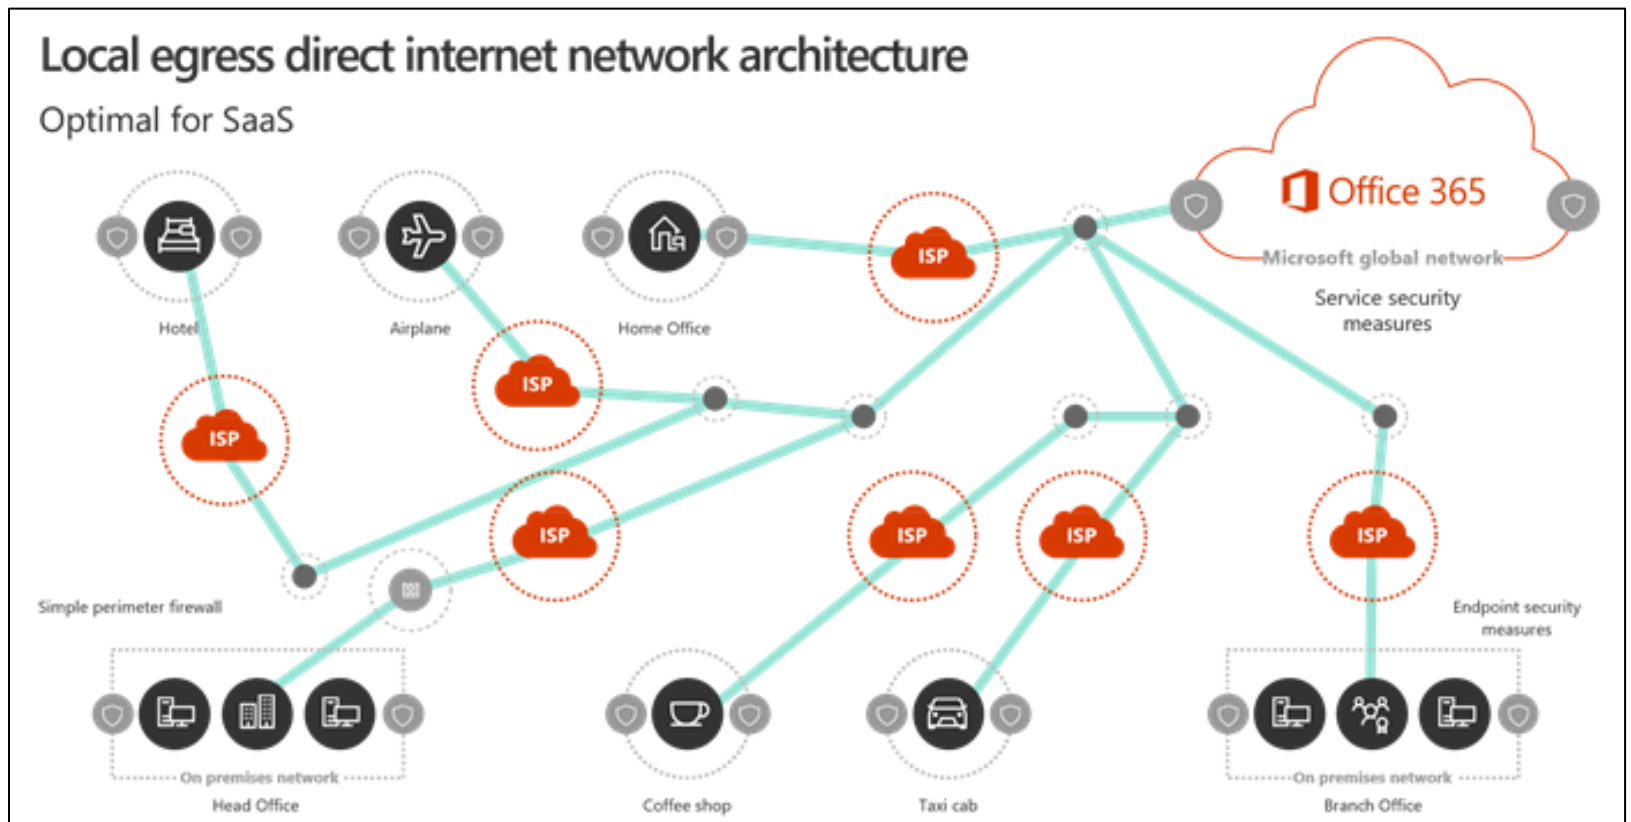 Local egress direct internet network architecture
Optimal for SaaS
Office 365
Microsoft global network
Service security
measures
Hotel
Airplane
Home Office
ISP
ISP
ISP
ISP
ISP
ISP
ISP
Simple perimeter firewall
Endpoint security
measures
On premises network
Head Office
Coffee shop
Taxi cab
On premises network
Branch Office